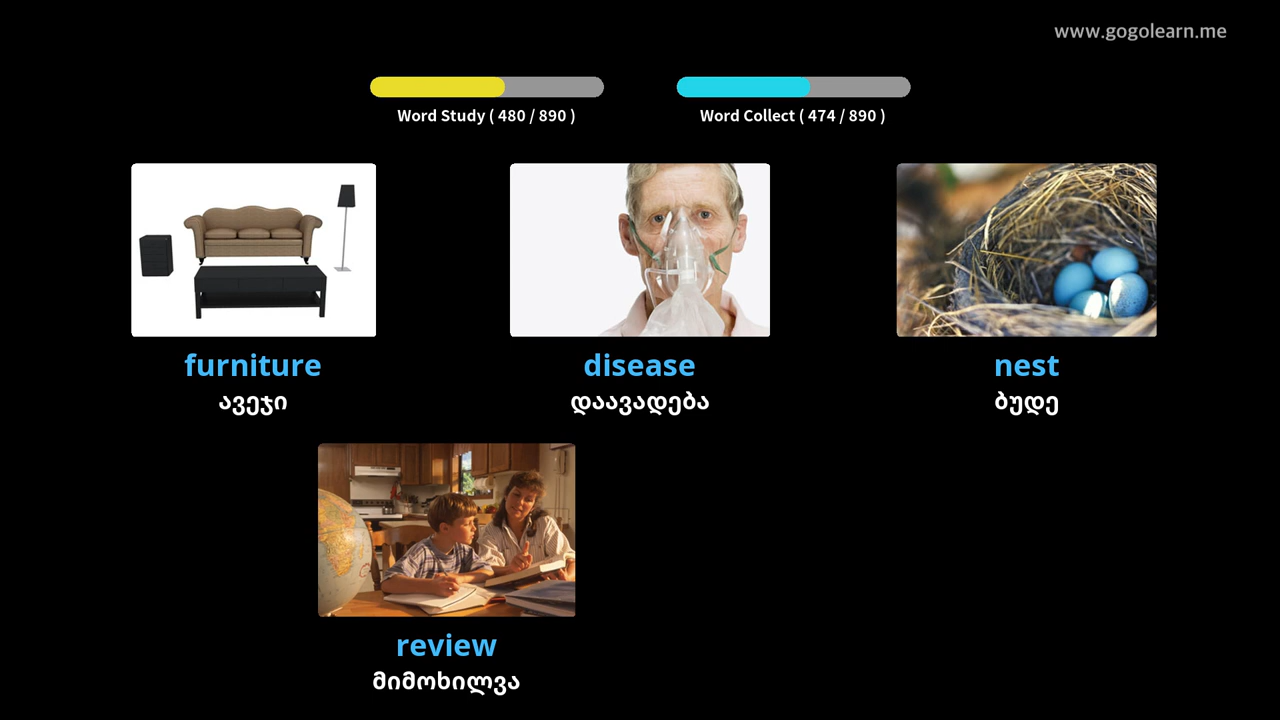 www.gogolearn.me
Word Study ( 480 / 890 )
Word Collect ( 474 / 890 )
furniture
ავეჯი
disease
დაავადება
nest
ბუდე
review
მიმოხილვა